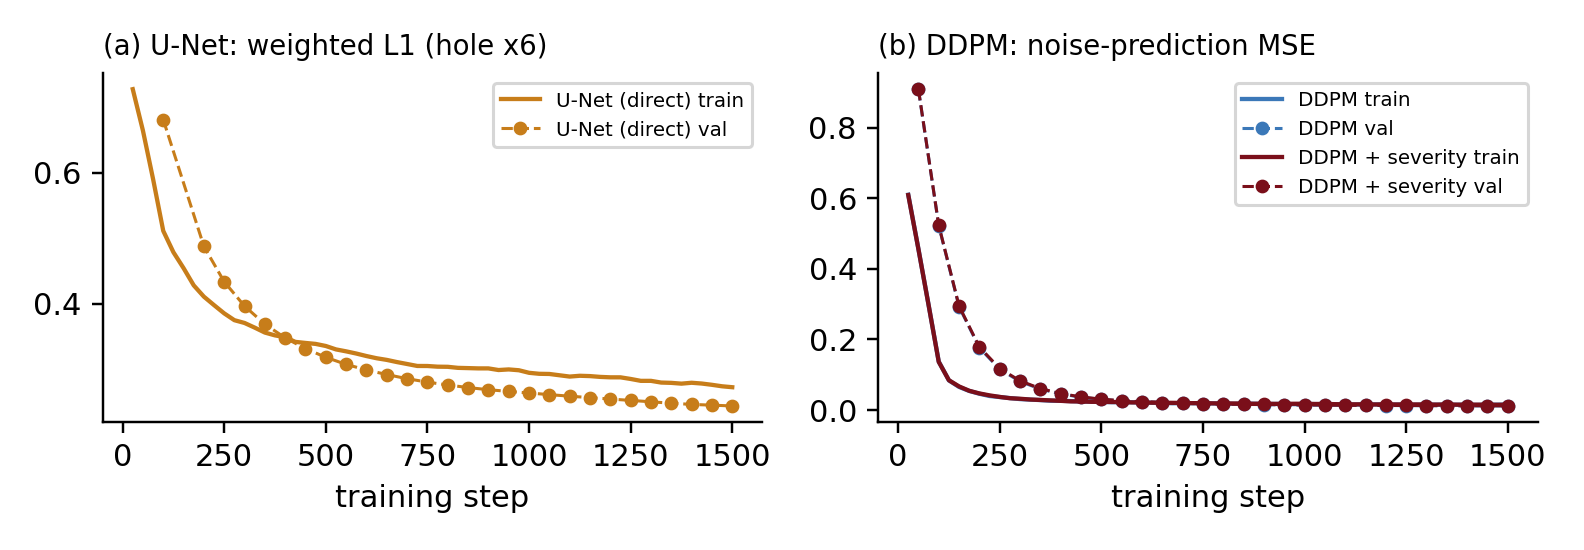 (a) U-Net: weighted L1 (hole x6)
U-Net (direct) train
U-Net (direct) val
0.6
0.4
0 250 500 750 1000 1250 1500
training step
(b) DDPM: noise-prediction MSE
DDPM train
DDPM val
DDPM + severity train
DDPM + severity val
0.8
0.6
0.4
0.2
0.0
0 250 500 750 1000 1250 1500
training step